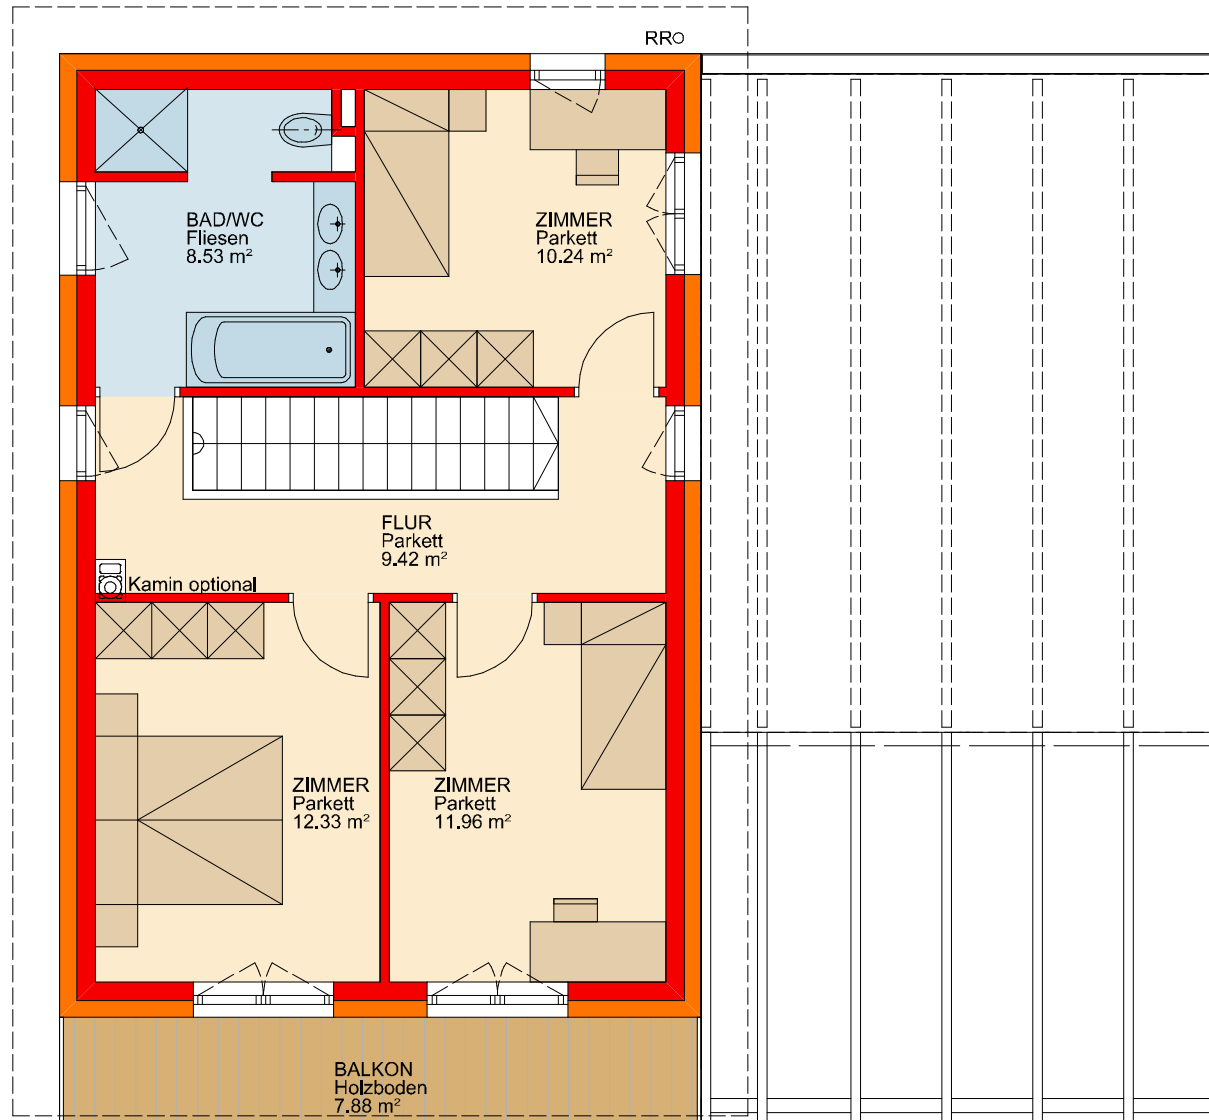 RR
BAD/WC
Fliesen
8.53 m²
ZIMMER
Parkett
10.24 m²
FLUR
Parkett
9.42 m²
Kamin optional
ZIMMER
Parkett
12.33 m²
ZIMMER
Parkett
11.96 m²
BALKON
Holzboden
7.88 m²